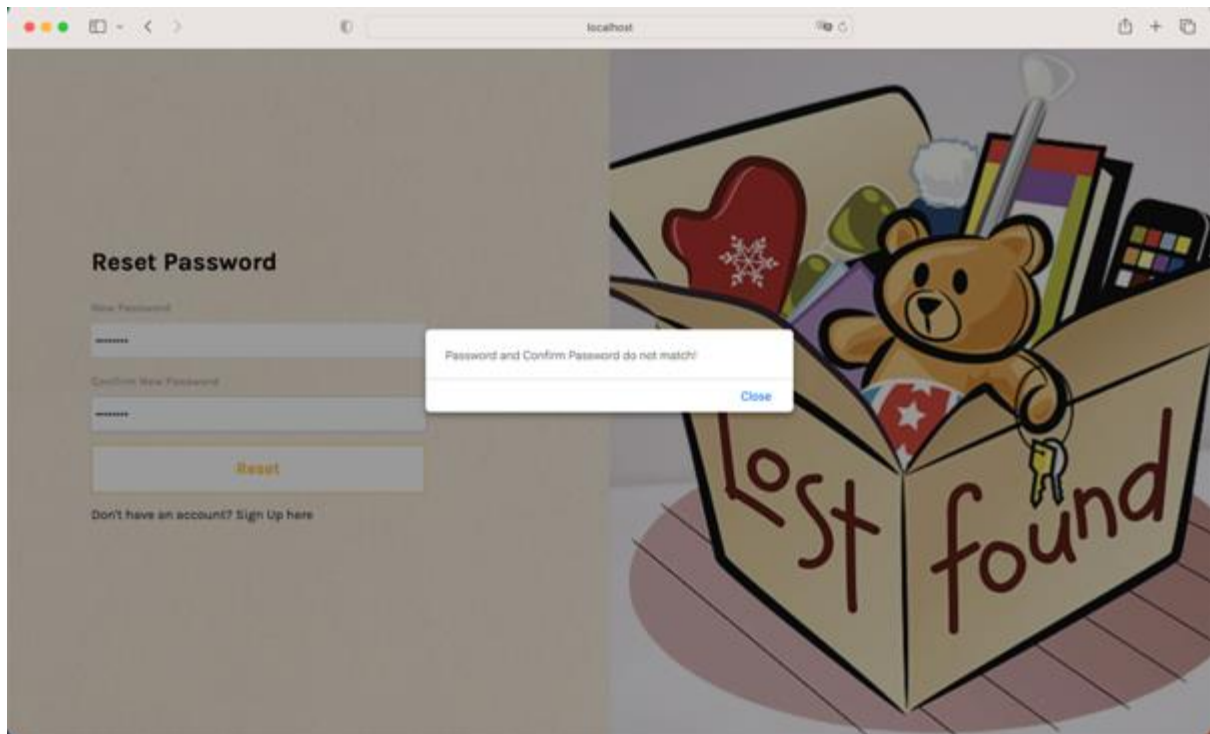 localhost
Reset Password
New Password
Confirm New Password
Reset
Don't have an account? Sign Up here
Password and Confirm Password do not match!
Close
Lost
found